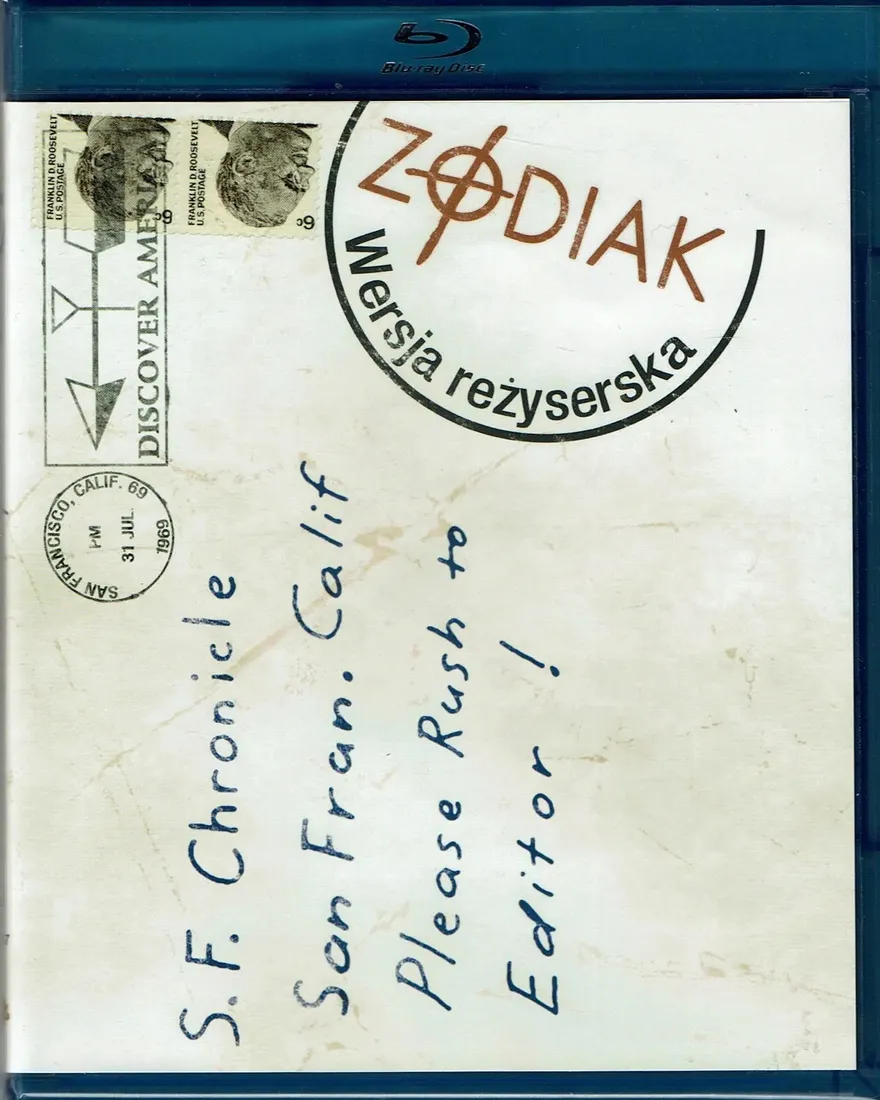 Blu-ray Disc
FRANKLIN D. ROOSEVELT
U.S. POSTAGE
6c
FRANKLIN D. ROOSEVELT
U.S. POSTAGE
6c
DISCOVER AMERICA
SAN FRANCISCO, CALIF. 69
PM
31 JUL
1969
ZODIAK
Wersja reżyserska
S.F. Chronicle
San Fran. Calif
Please Rush to
Editor!